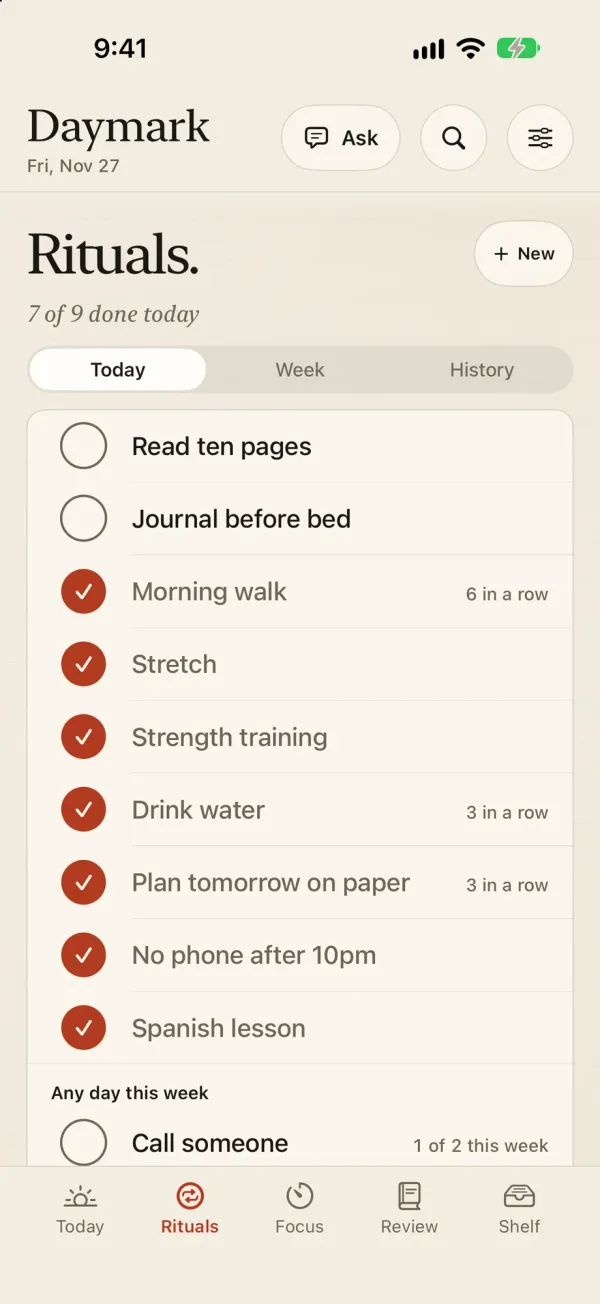 9:41
Daymark
Fri, Nov 27
Ask
Rituals.
+ New
7 of 9 done today
Today
Week
History
Read ten pages
Journal before bed
Morning walk
6 in a row
Stretch
Strength training
Drink water
3 in a row
Plan tomorrow on paper
3 in a row
No phone after 10pm
Spanish lesson
Any day this week
Call someone
1 of 2 this week
Today
Rituals
Focus
Review
Shelf